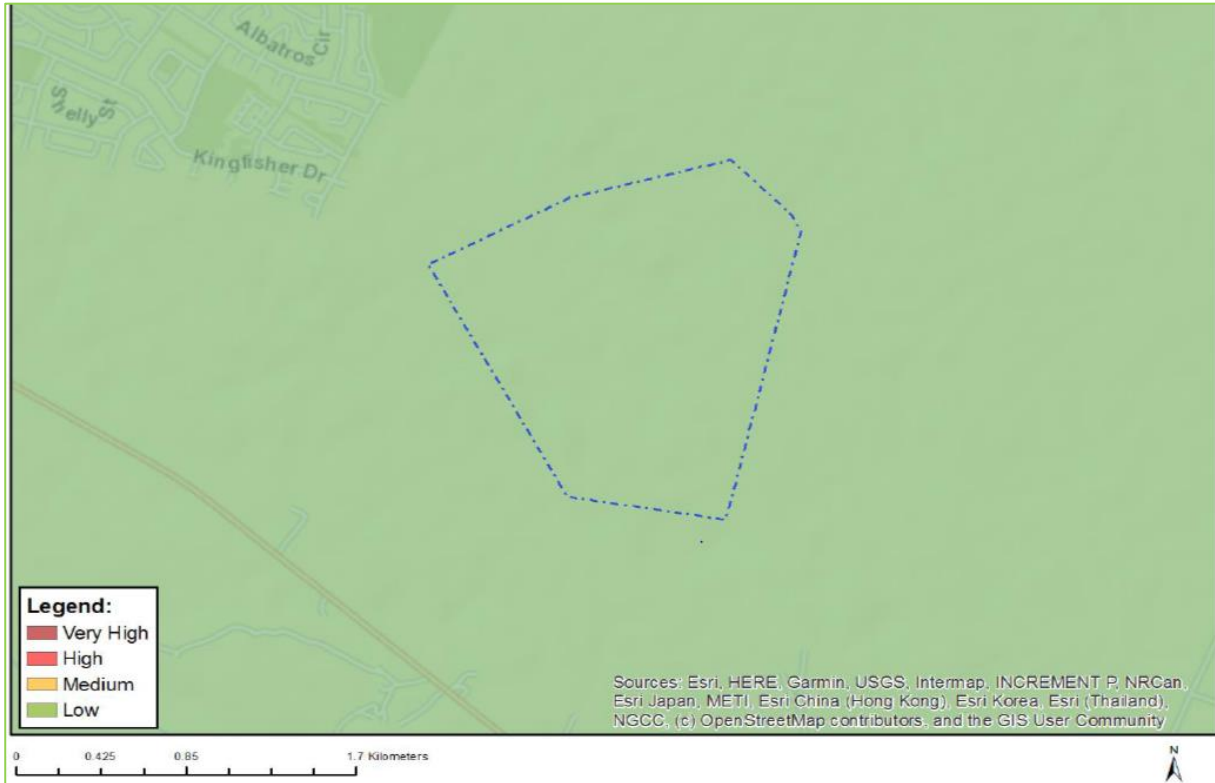 Albatros Cir
elly St
Sw
Kingfisher Dr
Legend:
Very High
High
Medium
Low
Sources: Esri, HERE, Garmin, USGS, Intermap, INCREMENT P, NRCan,
Esri Japan, METI, Esri China (Hong Kong), Esri Korea, Esri (Thailand),
NGCC, (c) OpenStreetMap contributors, and the GIS User Community
0 0.425 0.85 1.7 Kilometers
N